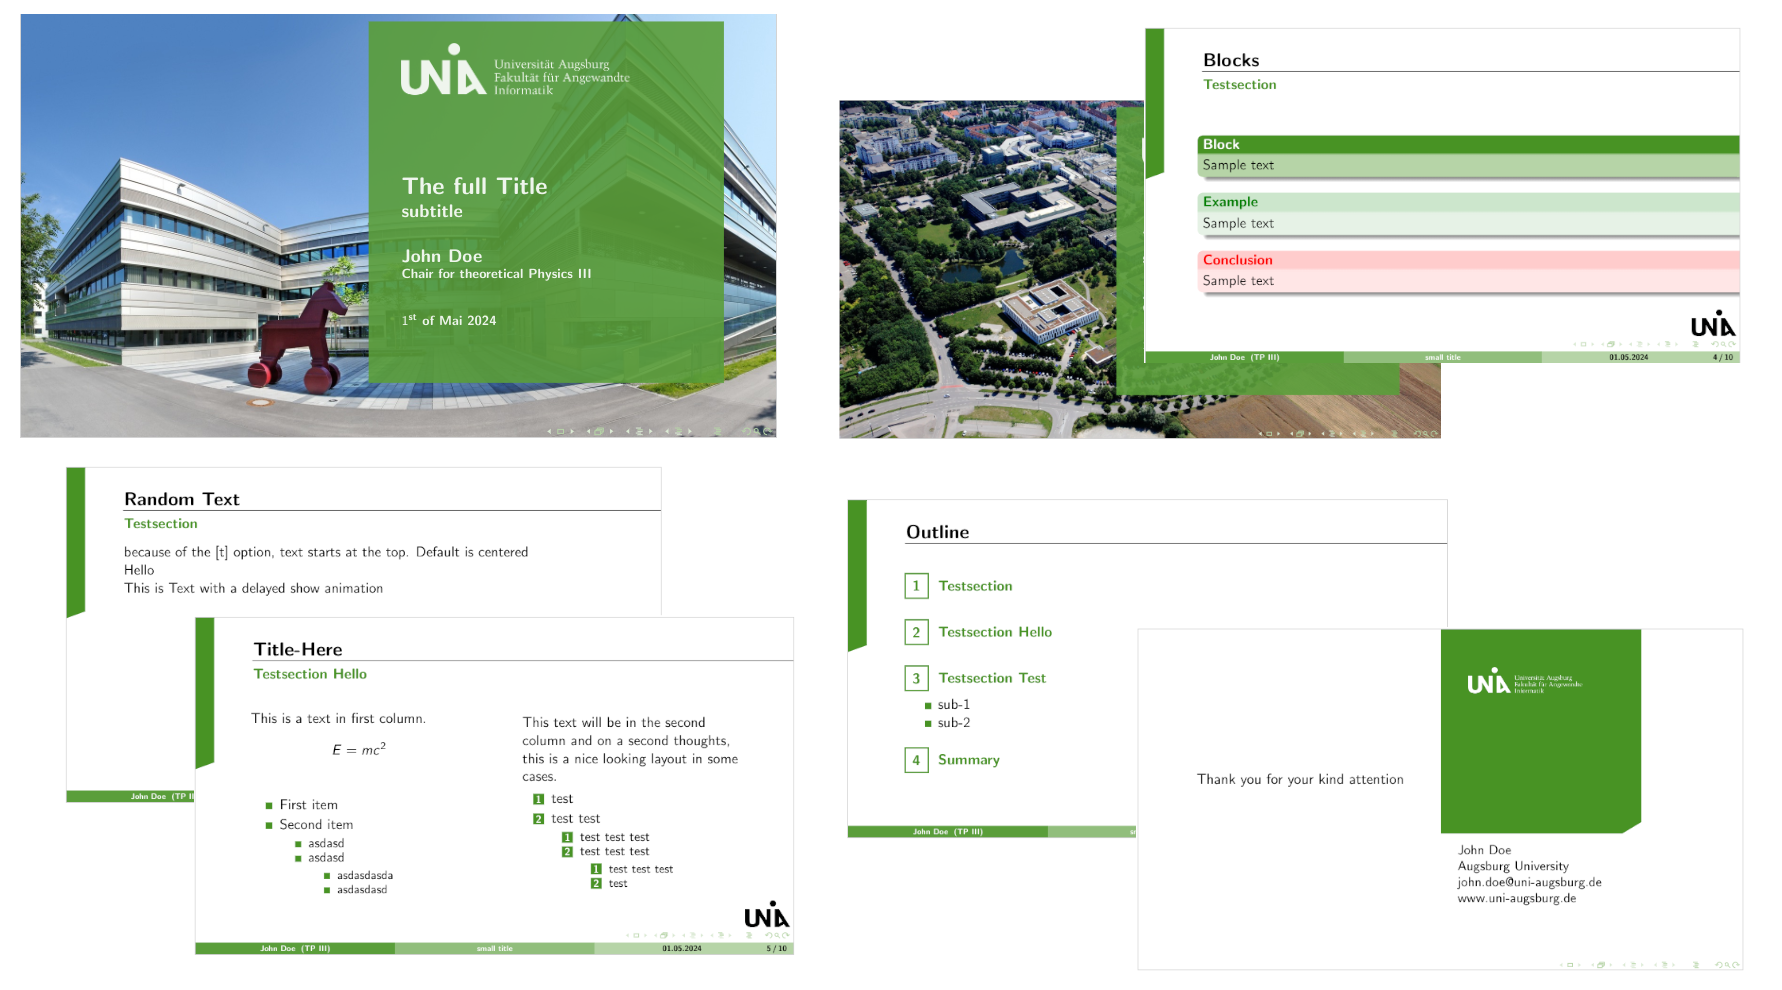 UNIA
Universität Augsburg
Fakultät für Angewandte
Informatik
The full Title
subtitle
John Doe
Chair for theoretical Physics III
1st of Mai 2024
Blocks
Testsection
Block
Sample text
Example
Sample text
Conclusion
Sample text
UNIA
John Doe (TP III) small title 01.05.2024 4 / 10
Random Text
Testsection
because of the [t] option, text starts at the top. Default is centered
Hello
This is Text with a delayed show animation
John Doe (TP
Title-Here
Testsection Hello
This is a text in first column.
E = mc²
First item
Second item
asdasd
asdasd
asdasdasda
asdasdasd
This text will be in the second
column and on a second thoughts,
this is a nice looking layout in some
cases.
1 test
2 test test
1 test test test
2 test test test
1 test test test
2 test
UNIA
John Doe (TP III) small title 01.05.2024 5 / 10
Outline
1 Testsection
2 Testsection Hello
3 Testsection Test
sub-1
sub-2
4 Summary
John Doe (TP III)
Thank you for your kind attention
UNIA
Universität Augsburg
Fakultät für Angewandte
Informatik
John Doe
Augsburg University
john.doe@uni-augsburg.de
www.uni-augsburg.de